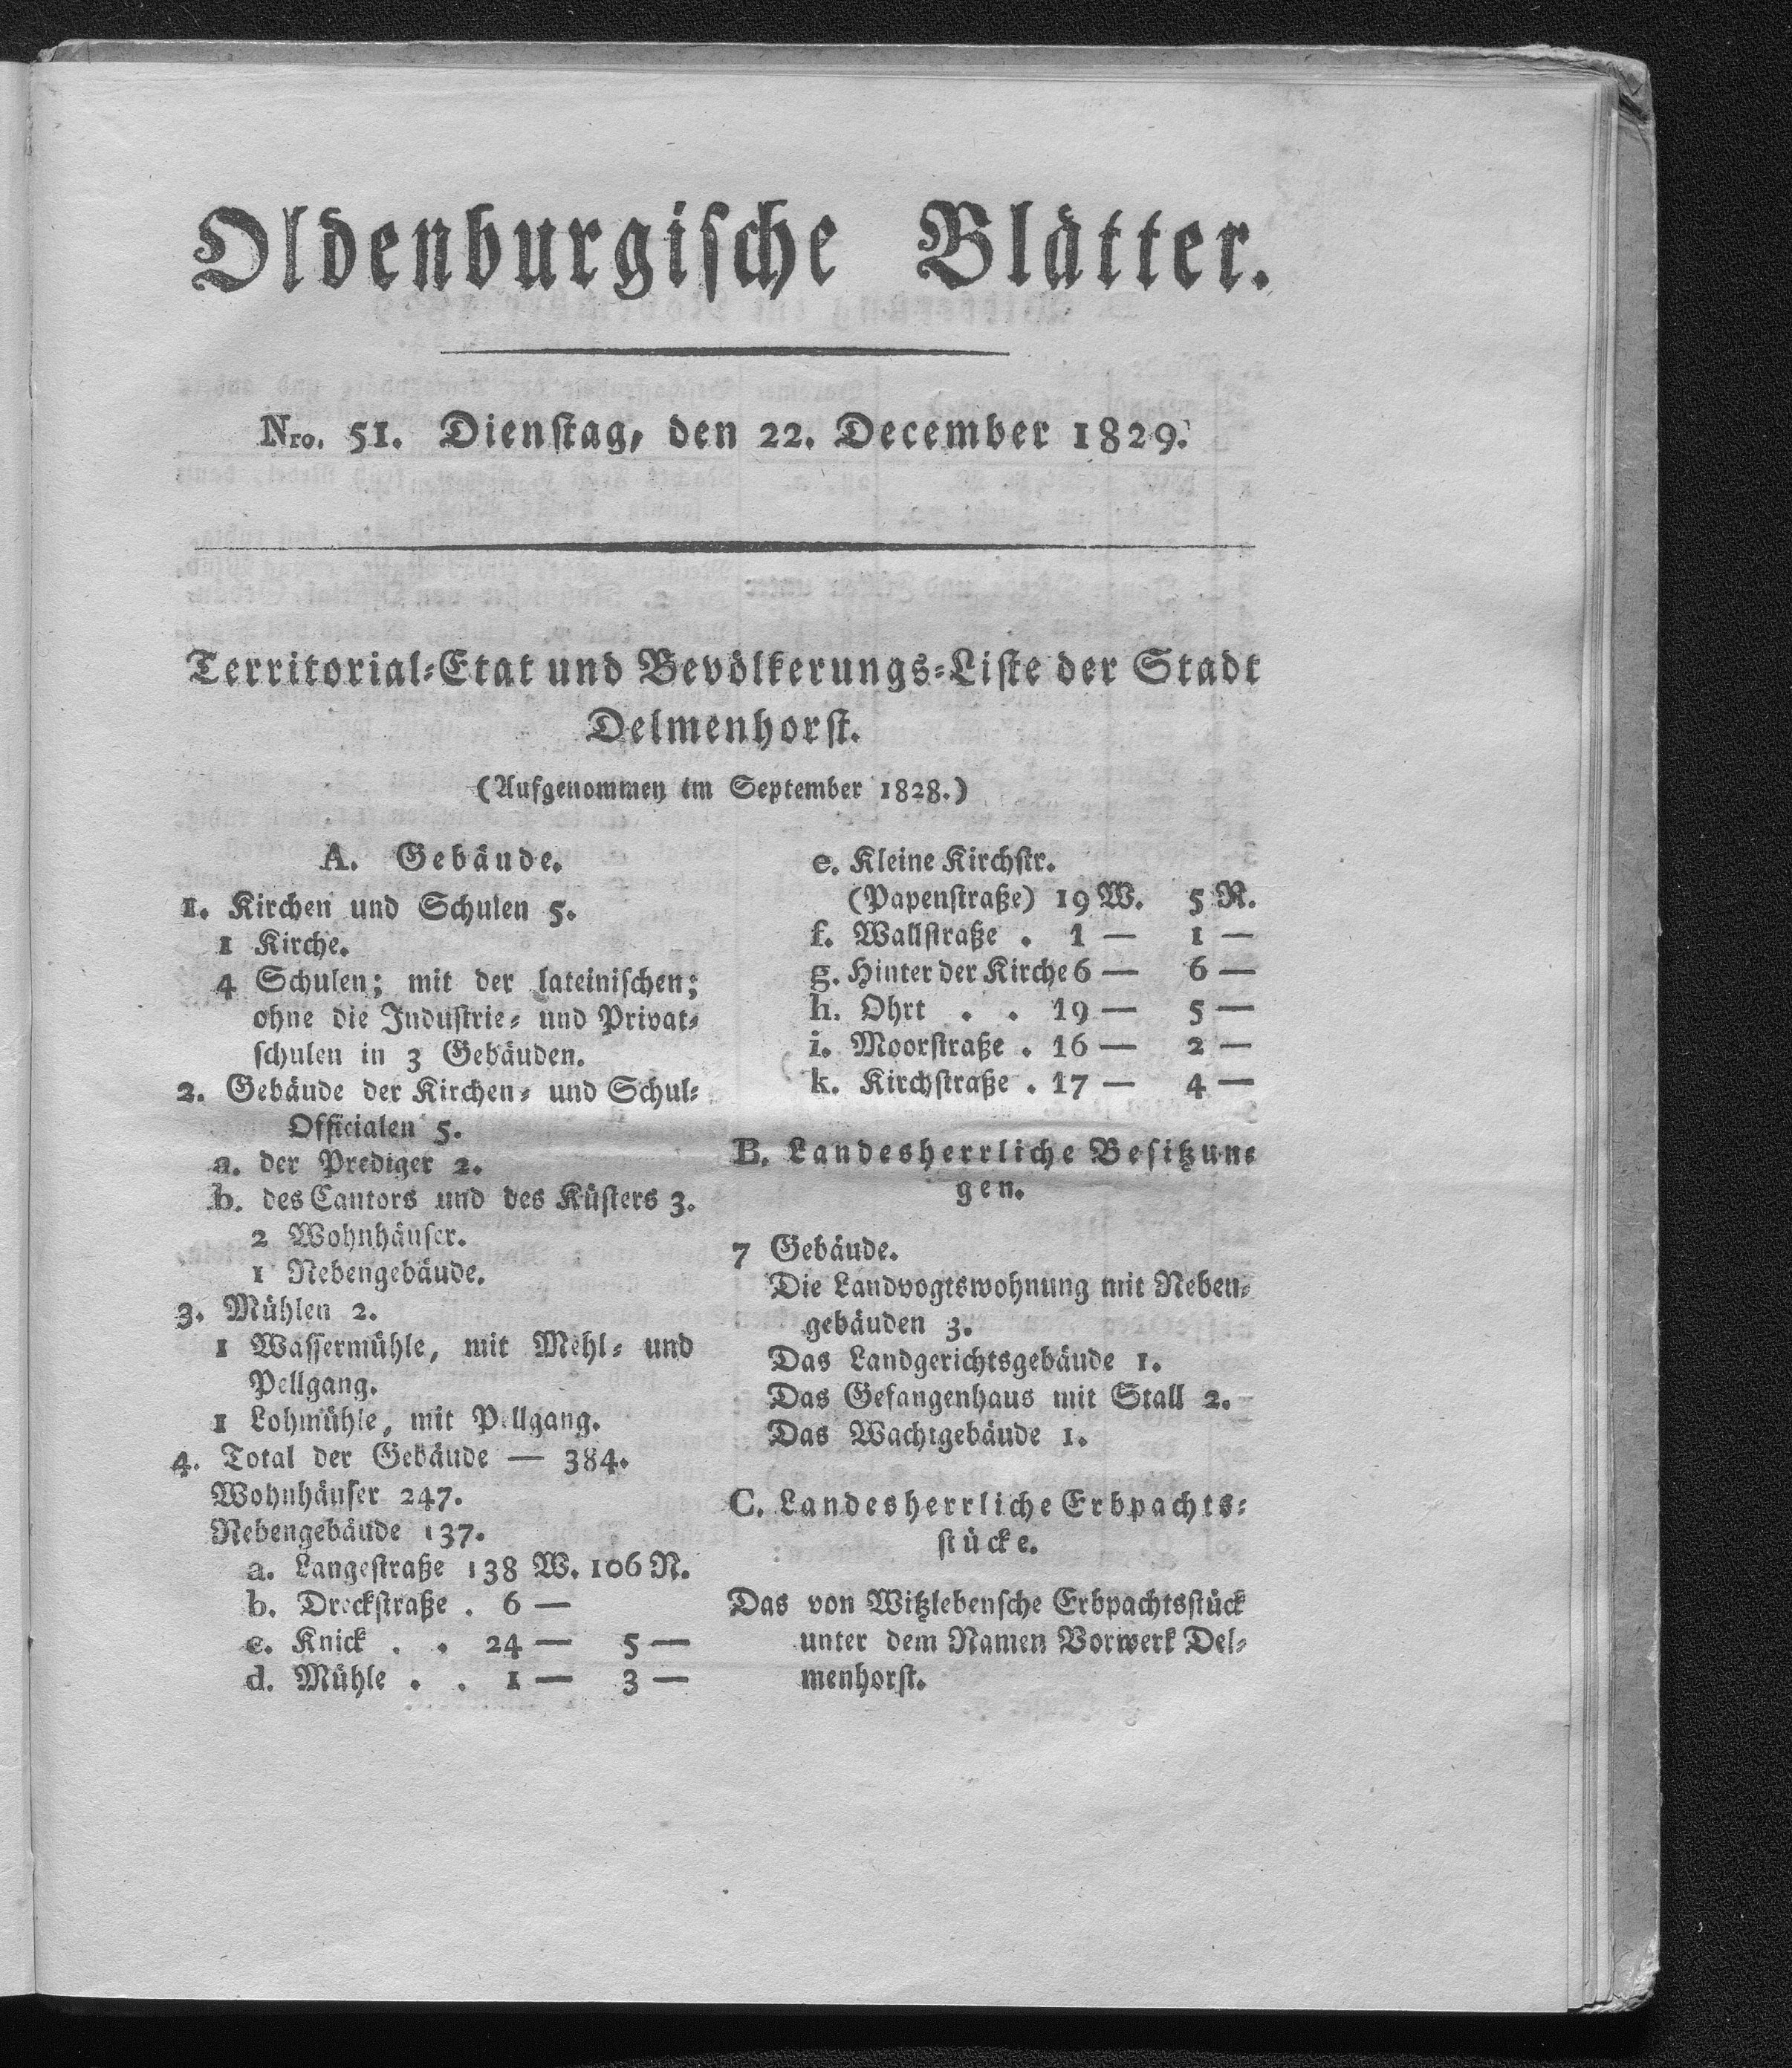 Oldenburgische Blätter.
Nro. 51. Dienstag, den 22. December 1829.
Territorial-Etat und Bevölkerungs-Liste der Stadt
Delmenhorst.
(Aufgenommen im September 1828.)
A. Gebäude.
1. Kirchen und Schulen 5.
1 Kirche.
4 Schulen; mit der lateinischen;
ohne die Industrie- und Privat-
schulen in 3 Gebäuden.
2. Gebäude der Kirchen- und Schul-
Officialen 5.
a. der Prediger 2.
b. des Cantors und des Küsters 3.
2 Wohnhäuser.
1 Nebengebäude.
3. Mühlen 2.
1 Wassermühle, mit Mehl- und
Pellgang.
1 Lohmühle, mit Pellgang.
4. Total der Gebäude — 384.
Wohnhäuser 247.
Nebengebäude 137.
a. Langestraße 138 W. 106 N.
b. Dreckstraße . 6 —
c. Knick . . 24 — 5 —
d. Mühle . . 1 — 3 —
e. Kleine Kirchstr.
(Papenstraße) 19 W. 5 N.
f. Wallstraße . 1 — 1 —
g. Hinter der Kirche 6 — 6 —
h. Ohrt . . 19 — 5 —
i. Moorstraße . 16 — 2 —
k. Kirchstraße . 17 — 4 —
B. Landesherrliche Besitzun-
gen.
7 Gebäude.
Die Landvogtswohnung mit Neben-
gebäuden 3.
Das Landgerichtsgebäude 1.
Das Gefangenhaus mit Stall 2.
Das Wachtgebäude 1.
C. Landesherrliche Erbpachts-
stücke.
Das von Witzlebensche Erbpachtsstück
unter dem Namen Vorwerk Del-
menhorst.